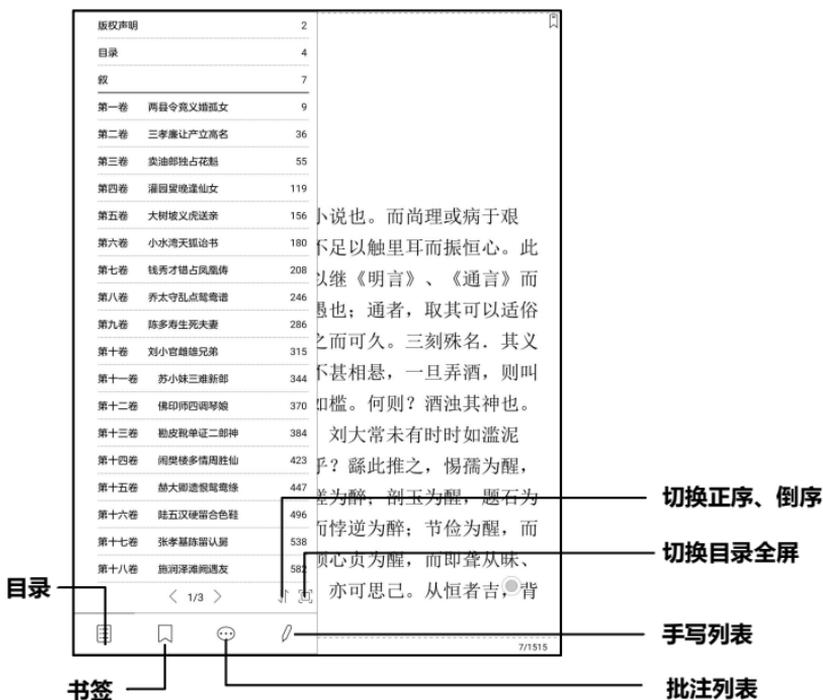 版权声明 2
目录 4
叙 7
第一卷 两县令竟义婚孤女 9
第二卷 三孝廉让产立高名 36
第三卷 卖油郎独占花魁 55
第四卷 灌园叟晚逢仙女 119
第五卷 大树坡义虎送亲 156
第六卷 小水湾天狐诒书 180
第七卷 钱秀才错占凤凰俦 208
第八卷 乔太守乱点鸳鸯谱 246
第九卷 陈多寿生死夫妻 286
第十卷 刘小官雌雄兄弟 315
第十一卷 苏小妹三难新郎 344
第十二卷 佛印师四调琴娘 370
第十三卷 勘皮靴单证二郎神 384
第十四卷 闹樊楼多情周胜仙 423
第十五卷 赫大卿遗恨鸳鸯绦 447
第十六卷 陆五汉硬留合色鞋 496
第十七卷 张孝基陈留认舅 538
第十八卷 施润泽滩阙遇友 582
1/3
小说也。而尚理或病于艰
不足以触里耳而振恒心。此
以继《明言》、《通言》而
愚也；通者，取其可以适俗
之而可久。三刻殊名．其义
不甚相悬，一旦弄酒，则叫
如槛。何则？酒浊其神也。
刘大常未有时时如滥泥
乎？繇此推之，惕孺为醒，
为醉；剖玉为醒，题石为
而悖逆为醉；节俭为醒，而
顺心贞为醒，而即聋从昧、
亦可思己。从恒者吉，背
7/1515
切换正序、倒序
切换目录全屏
目录
手写列表
书签
批注列表